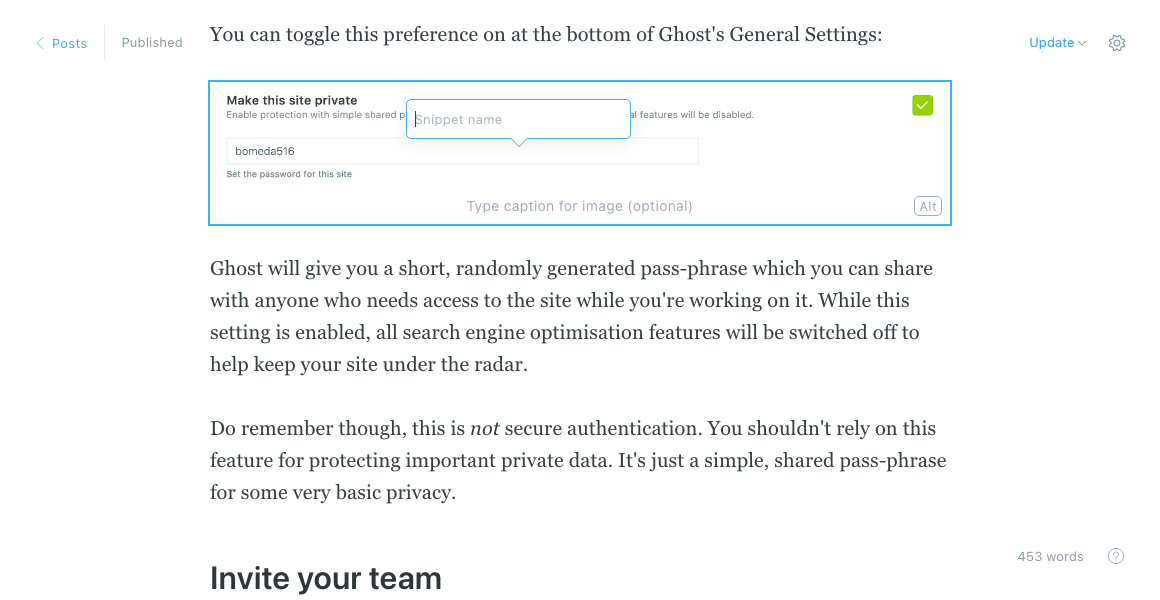 Posts
Published
You can toggle this preference on at the bottom of Ghost's General Settings:
Update
Make this site private
Enable protection with simple shared
Snippet name
features will be disabled.
bomeda516
Set the password for this site
Type caption for image (optional)
Alt
Ghost will give you a short, randomly generated pass-phrase which you can share
with anyone who needs access to the site while you're working on it. While this
setting is enabled, all search engine optimisation features will be switched off to
help keep your site under the radar.
Do remember though, this is not secure authentication. You shouldn't rely on this
feature for protecting important private data. It's just a simple, shared pass-phrase
for some very basic privacy.
453 words
?
Invite your team